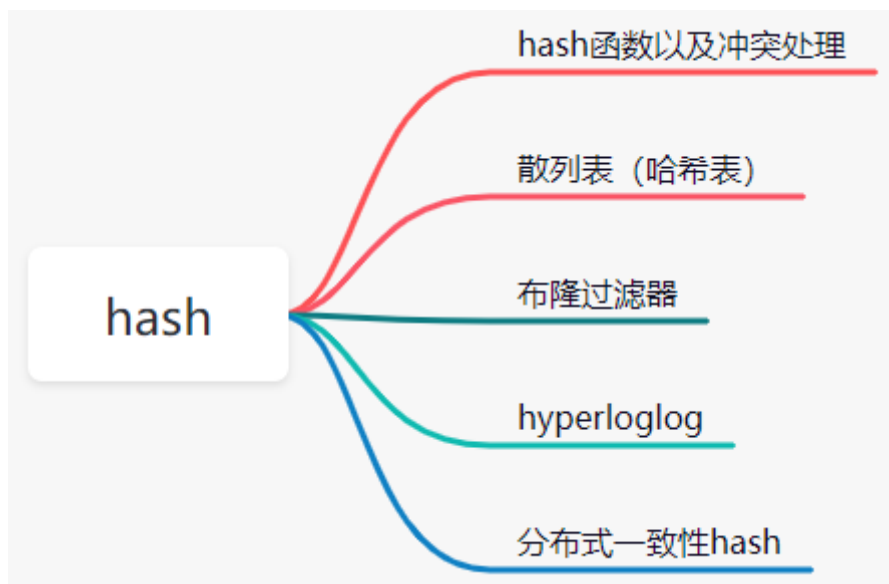 hash函数以及冲突处理
散列表（哈希表）
hash
布隆过滤器
hyperloglog
分布式一致性hash